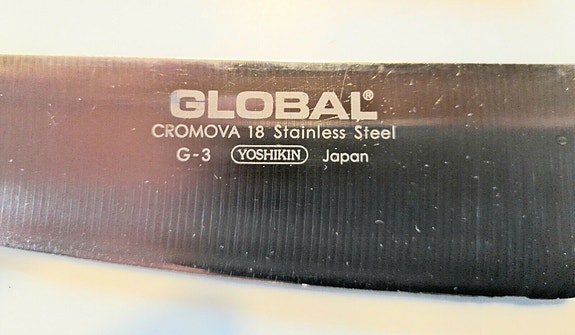 GLOBAL®
CROMOVA 18 Stainless Steel
G-3 YOSHIKIN Japan